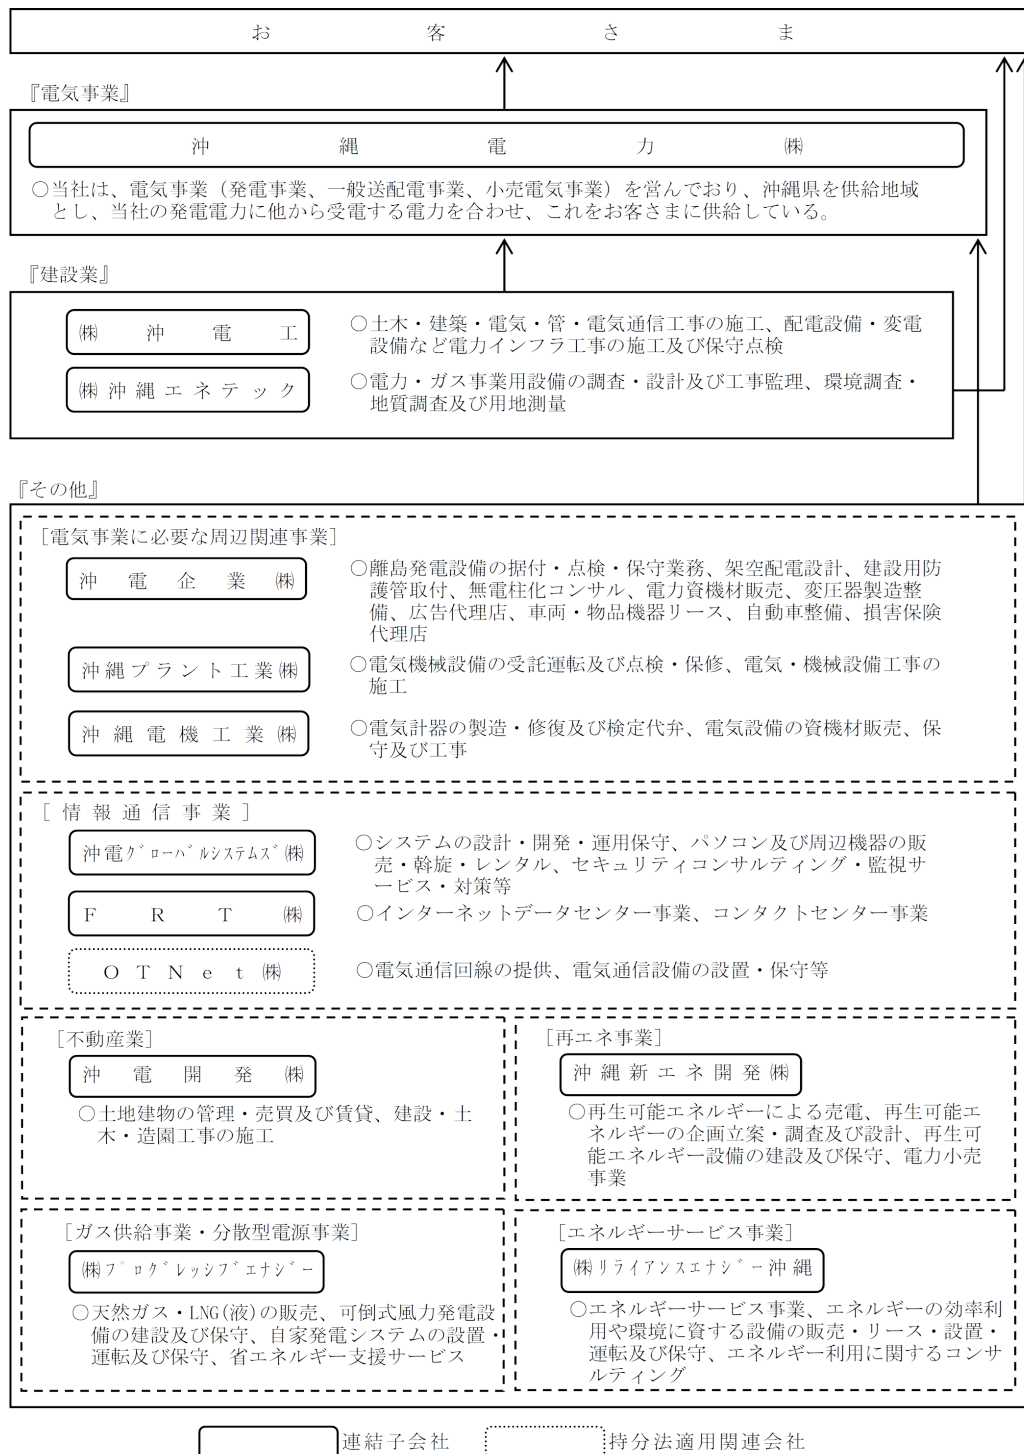 お客さま
『電気事業』
沖縄電力㈱
○当社は、電気事業（発電事業、一般送配電事業、小売電気事業）を営んでおり、沖縄県を供給地域
とし、当社の発電電力に他から受電する電力を合わせ、これをお客さまに供給している。
『建設業』
㈱沖電工
○土木・建築・電気・管・電気通信工事の施工、配電設備・変電
設備など電力インフラ工事の施工及び保守点検
㈱沖縄エネテック
○電力・ガス事業用設備の調査・設計及び工事監理、環境調査・
地質調査及び用地測量
『その他』
［電気事業に必要な周辺関連事業］
沖電企業㈱
○離島発電設備の据付・点検・保守業務、架空配電設計、建設用防
護管取付、無電柱化コンサル、電力資機材販売、変圧器製造整
備、広告代理店、車両・物品機器リース、自動車整備、損害保険
代理店
沖縄プラント工業㈱
○電気機械設備の受託運転及び点検・保修、電気・機械設備工事の
施工
沖縄電機工業㈱
○電気計器の製造・修復及び検定代弁、電気設備の資機材販売、保
守及び工事
［情報通信事業］
沖電ｸﾞﾛｰﾊﾞﾙｼｽﾃﾑｽﾞ㈱
○システムの設計・開発・運用保守、パソコン及び周辺機器の販
売・斡旋・レンタル、セキュリティコンサルティング・監視サ
ービス・対策等
ＦＲＴ㈱
○インターネットデータセンター事業、コンタクトセンター事業
ＯＴＮｅｔ㈱
○電気通信回線の提供、電気通信設備の設置・保守等
［不動産業］
沖電開発㈱
○土地建物の管理・売買及び賃貸、建設・土
木・造園工事の施工
［再エネ事業］
沖縄新エネ開発㈱
○再生可能エネルギーによる売電、再生可能エ
ネルギーの企画立案・調査及び設計、再生可
能エネルギー設備の建設及び保守、電力小売
事業
［ガス供給事業・分散型電源事業］
㈱ﾌﾟﾛｸﾞﾚｯｼﾌﾞｴﾅｼﾞｰ
○天然ガス・LNG(液)の販売、可倒式風力発電設
備の建設及び保守、自家発電システムの設置・
運転及び保守、省エネルギー支援サービス
［エネルギーサービス事業］
㈱ﾘﾗｲｱﾝｽｴﾅｼﾞｰ沖縄
○エネルギーサービス事業、エネルギーの効率利
用や環境に資する設備の販売・リース・設置・
運転及び保守、エネルギー利用に関するコンサ
ルティング
連結子会社
持分法適用関連会社